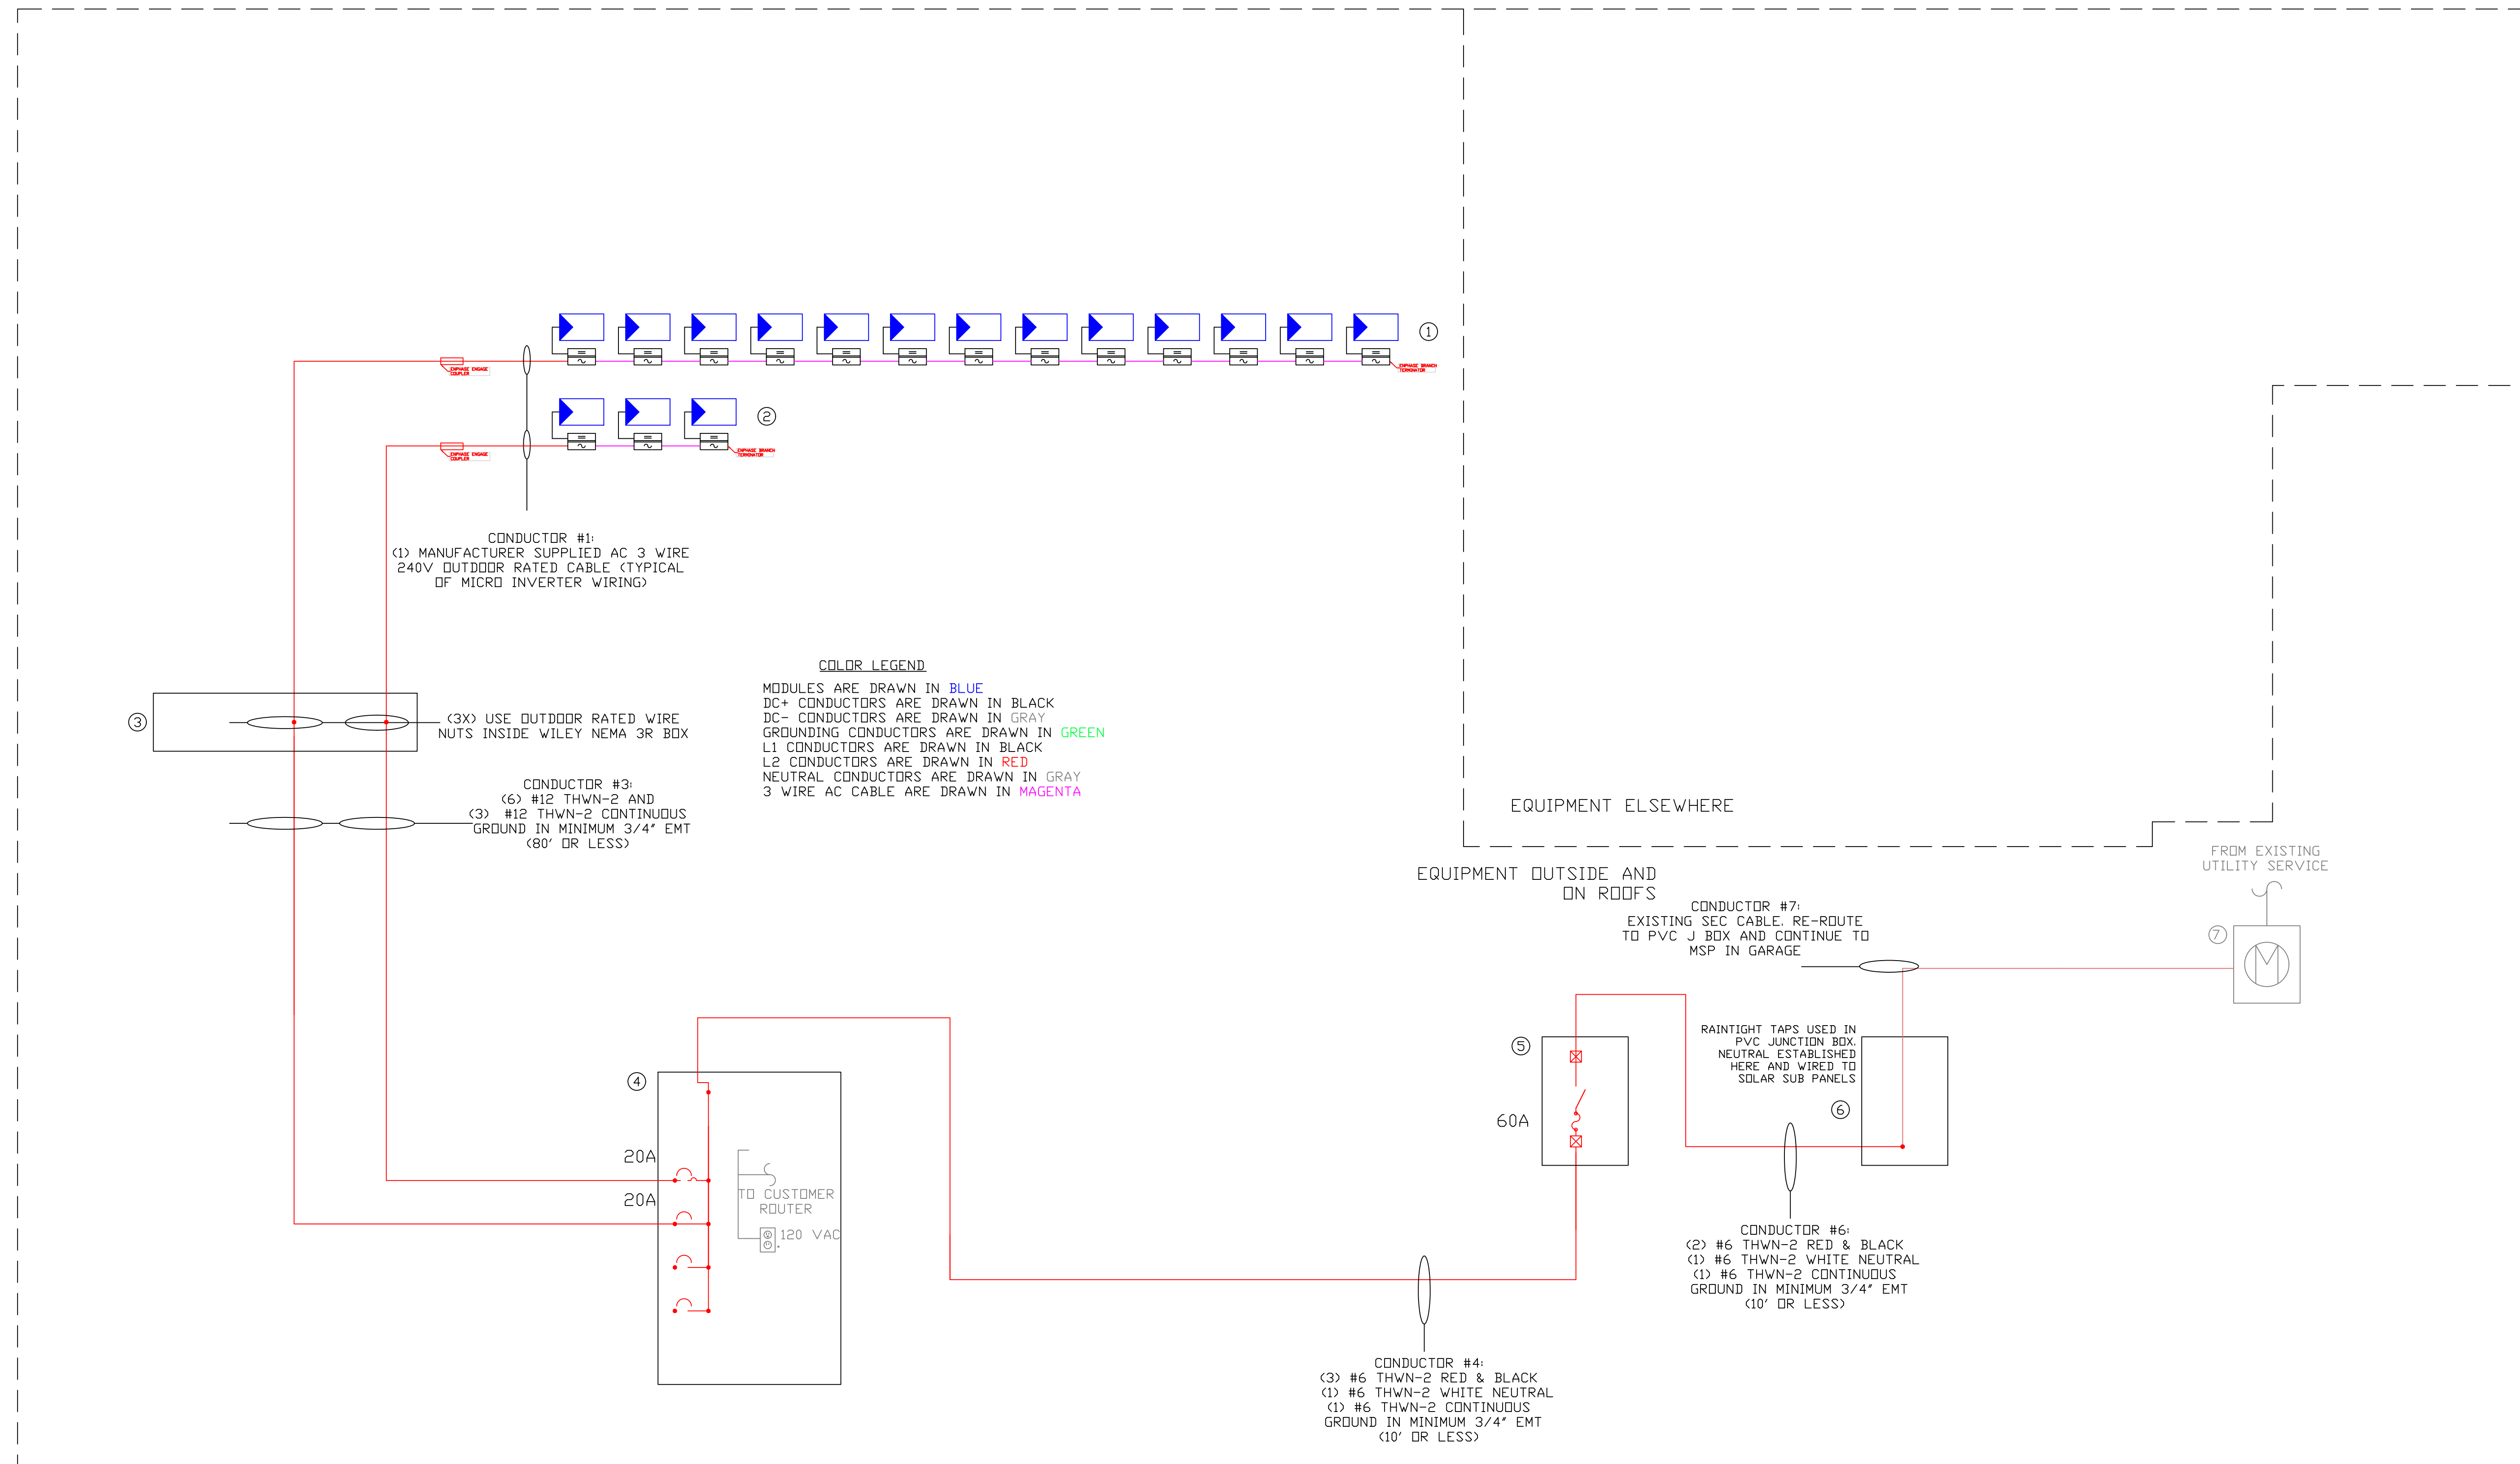 1
ENPHASE ENGAGE
COUPLER
ENPHASE BRANCH
TERMINATOR
2
ENPHASE ENGAGE
COUPLER
ENPHASE BRANCH
TERMINATOR
CONDUCTOR #1:
(1) MANUFACTURER SUPPLIED AC 3 WIRE
240V OUTDOOR RATED CABLE (TYPICAL
OF MICRO INVERTER WIRING)
COLOR LEGEND
MODULES ARE DRAWN IN BLUE
DC+ CONDUCTORS ARE DRAWN IN BLACK
DC- CONDUCTORS ARE DRAWN IN GRAY
GROUNDING CONDUCTORS ARE DRAWN IN GREEN
L1 CONDUCTORS ARE DRAWN IN BLACK
L2 CONDUCTORS ARE DRAWN IN RED
NEUTRAL CONDUCTORS ARE DRAWN IN GRAY
3 WIRE AC CABLE ARE DRAWN IN MAGENTA
3
(3X) USE OUTDOOR RATED WIRE
NUTS INSIDE WILEY NEMA 3R BOX
CONDUCTOR #3:
(6) #12 THWN-2 AND
(3) #12 THWN-2 CONTINUOUS
GROUND IN MINIMUM 3/4" EMT
(80' OR LESS)
EQUIPMENT ELSEWHERE
EQUIPMENT OUTSIDE AND
ON ROOFS
FROM EXISTING
UTILITY SERVICE
CONDUCTOR #7:
EXISTING SEC CABLE. RE-ROUTE
TO PVC J BOX AND CONTINUE TO
MSP IN GARAGE
7
M
4
20A
20A
TO CUSTOMER
ROUTER
120 VAC
5
60A
RAINTIGHT TAPS USED IN
PVC JUNCTION BOX.
NEUTRAL ESTABLISHED
HERE AND WIRED TO
SOLAR SUB PANELS
6
CONDUCTOR #6:
(2) #6 THWN-2 RED & BLACK
(1) #6 THWN-2 WHITE NEUTRAL
(1) #6 THWN-2 CONTINUOUS
GROUND IN MINIMUM 3/4" EMT
(10' OR LESS)
CONDUCTOR #4:
(3) #6 THWN-2 RED & BLACK
(1) #6 THWN-2 WHITE NEUTRAL
(1) #6 THWN-2 CONTINUOUS
GROUND IN MINIMUM 3/4" EMT
(10' OR LESS)